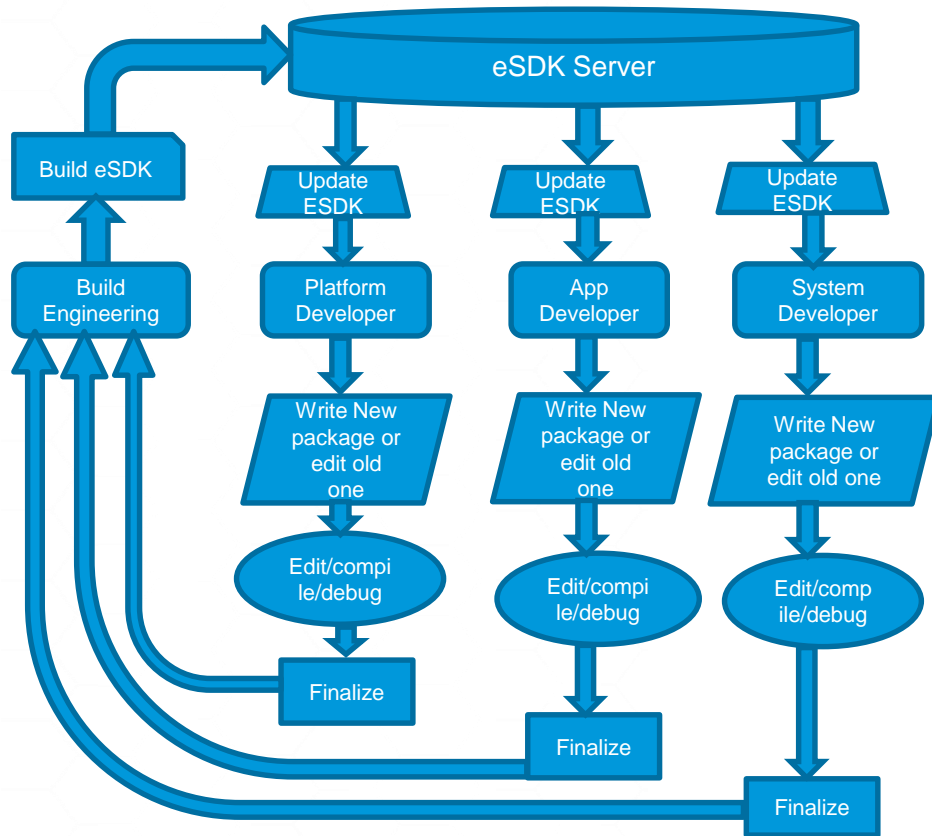 eSDK Server
Build eSDK
Update
ESDK
Update
ESDK
Update
ESDK
Build
Engineering
Platform
Developer
App
Developer
System
Developer
Write New
package or
edit old
one
Write New
package or
edit old
one
Write New
package or
edit old one
Edit/compi
le/debug
Edit/compi
le/debug
Edit/comp
ile/debug
Finalize
Finalize
Finalize